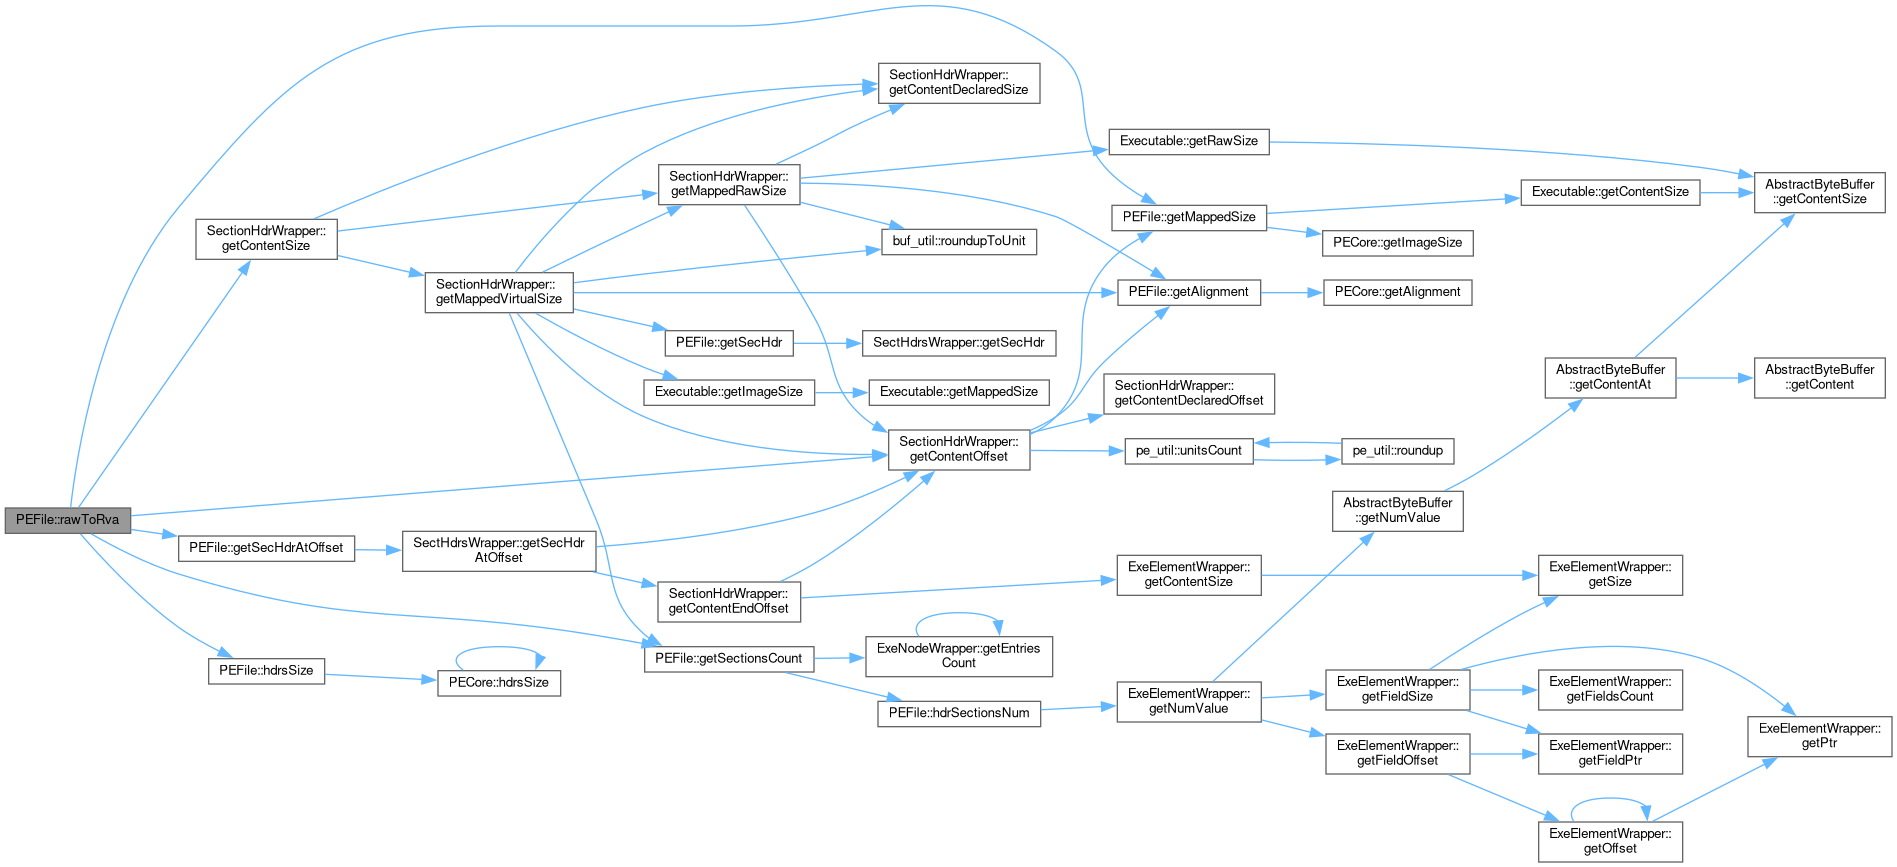 SectionHdrWrapper::
getContentDeclaredSize
Executable::getRawSize
SectionHdrWrapper::
getMappedRawSize
Executable::getContentSize
AbstractByteBuffer
::getContentSize
PEFile::getMappedSize
SectionHdrWrapper::
getContentSize
buf_util::roundupToUnit
PECore::getImageSize
SectionHdrWrapper::
getMappedVirtualSize
PEFile::getAlignment
PECore::getAlignment
PEFile::getSecHdr
SectHdrsWrapper::getSecHdr
Executable::getImageSize
Executable::getMappedSize
AbstractByteBuffer
::getContentAt
AbstractByteBuffer
::getContent
SectionHdrWrapper::
getContentDeclaredOffset
SectionHdrWrapper::
getContentOffset
pe_util::unitsCount
pe_util::roundup
PEFile::rawToRva
AbstractByteBuffer
::getNumValue
PEFile::getSecHdrAtOffset
SectHdrsWrapper::getSecHdr
AtOffset
SectionHdrWrapper::
getContentEndOffset
ExeElementWrapper::
getContentSize
ExeElementWrapper::
getSize
PEFile::hdrsSize
PECore::hdrsSize
PEFile::getSectionsCount
ExeNodeWrapper::getEntries
Count
PEFile::hdrSectionsNum
ExeElementWrapper::
getNumValue
ExeElementWrapper::
getFieldSize
ExeElementWrapper::
getFieldsCount
ExeElementWrapper::
getPtr
ExeElementWrapper::
getFieldOffset
ExeElementWrapper::
getFieldPtr
ExeElementWrapper::
getOffset